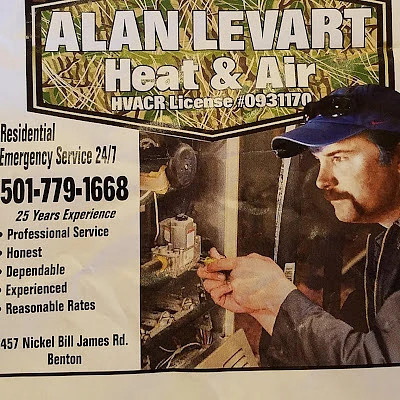 ALAN LEVART
Heat & Air
HVACR License #0931170
Residential
Emergency Service 24/7
501-779-1668
25 Years Experience
• Professional Service
• Honest
• Dependable
• Experienced
• Reasonable Rates
457 Nickel Bill James Rd.
Benton